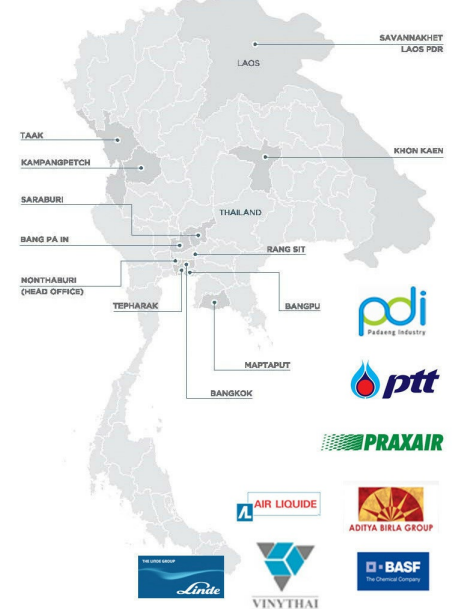 SAVANNAKHET
LAOS PDR
LAOS
TAAK
KAMPANGPETCH
KHON KAEN
SARABURI
THAILAND
BANG PA IN
RANG SIT
NONTHABURI
(HEAD OFFICE)
TEPHARAK
BANGPU
MAPTAPUT
BANGKOK
pdi
Padaeng Industry
ptt
PRAXAIR
AL AIR LIQUIDE
ADITYA BIRLA GROUP
THE LINDE GROUP
Linde
VINYTHAI
BASF
The Chemical Company